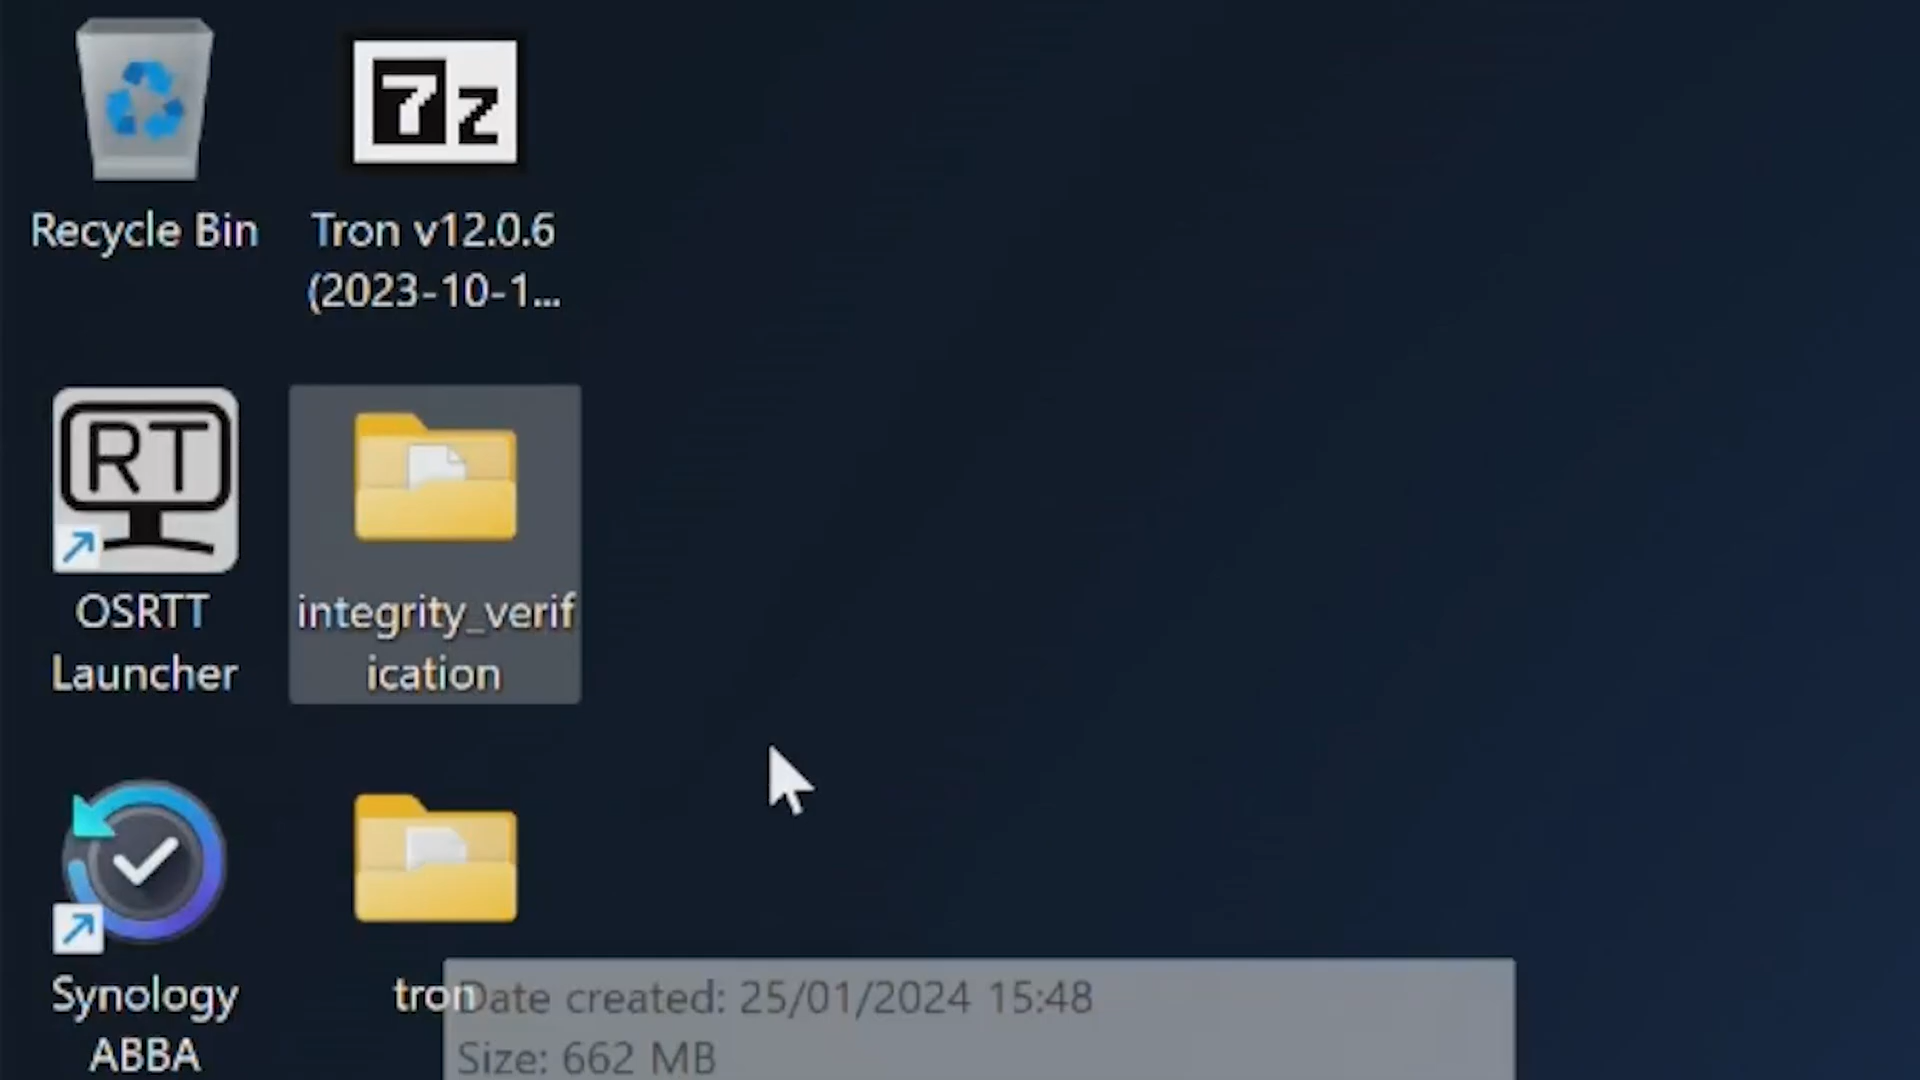 7z
Recycle Bin
Tron v12.0.6
(2023-10-1...
RT
OSRTT
Launcher
integrity_verif
ication
Synology
ABBA
tron
Date created: 25/01/2024 15:48
Size: 662 MB